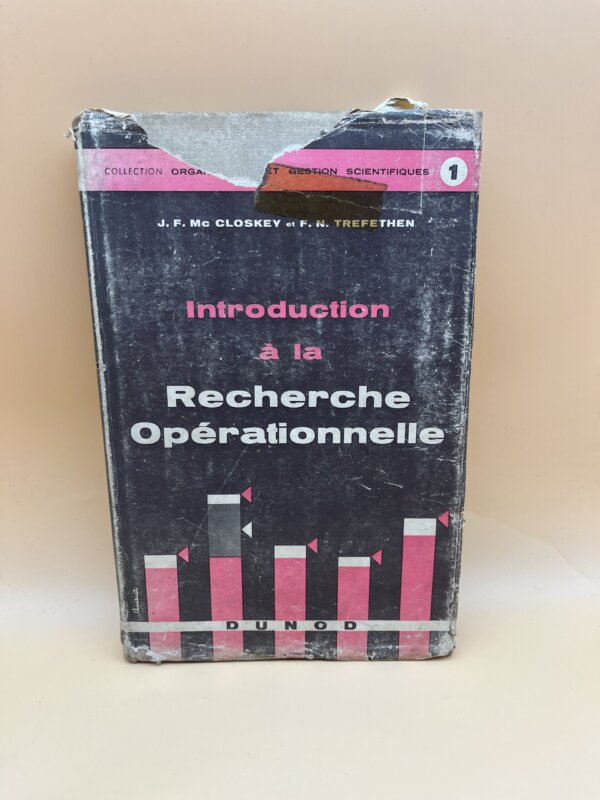 COLLECTION ORGA ET GESTION SCIENTIFIQUES 1
J. F. Mc CLOSKEY et F. N. TREFETHEN
Introduction
à la
Recherche
Opérationnelle
DUNOD